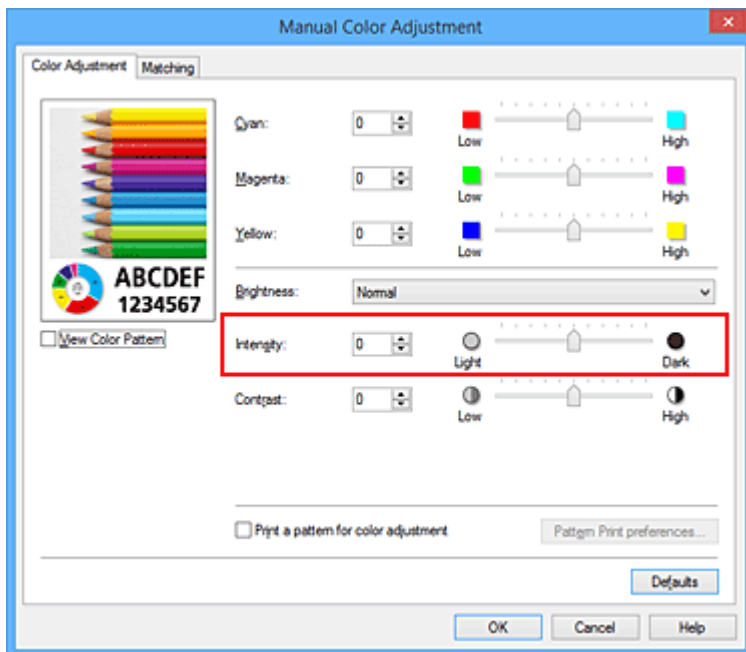 Manual Color Adjustment
Color Adjustment Matching
ABCDEF
1234567
View Color Pattern
Cyan: 0 Low High
Magenta: 0 Low High
Yellow: 0 Low High
Brightness: Normal
Intensity: 0 Light Dark
Contrast: 0 Low High
Print a pattern for color adjustment Pattern Print preferences...
Defaults
OK Cancel Help